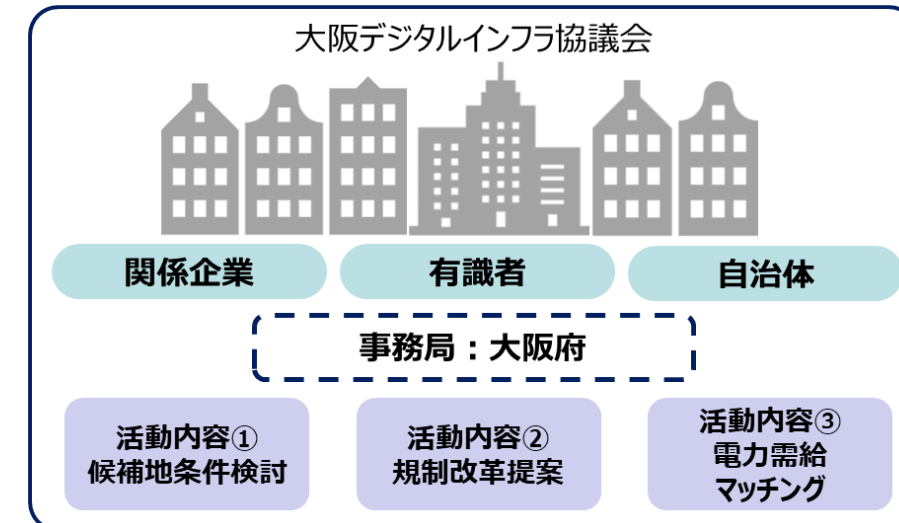 大阪デジタルインフラ協議会
関係企業
有識者
自治体
事務局：大阪府
活動内容①
候補地条件検討
活動内容②
規制改革提案
活動内容③
電力需給
マッチング